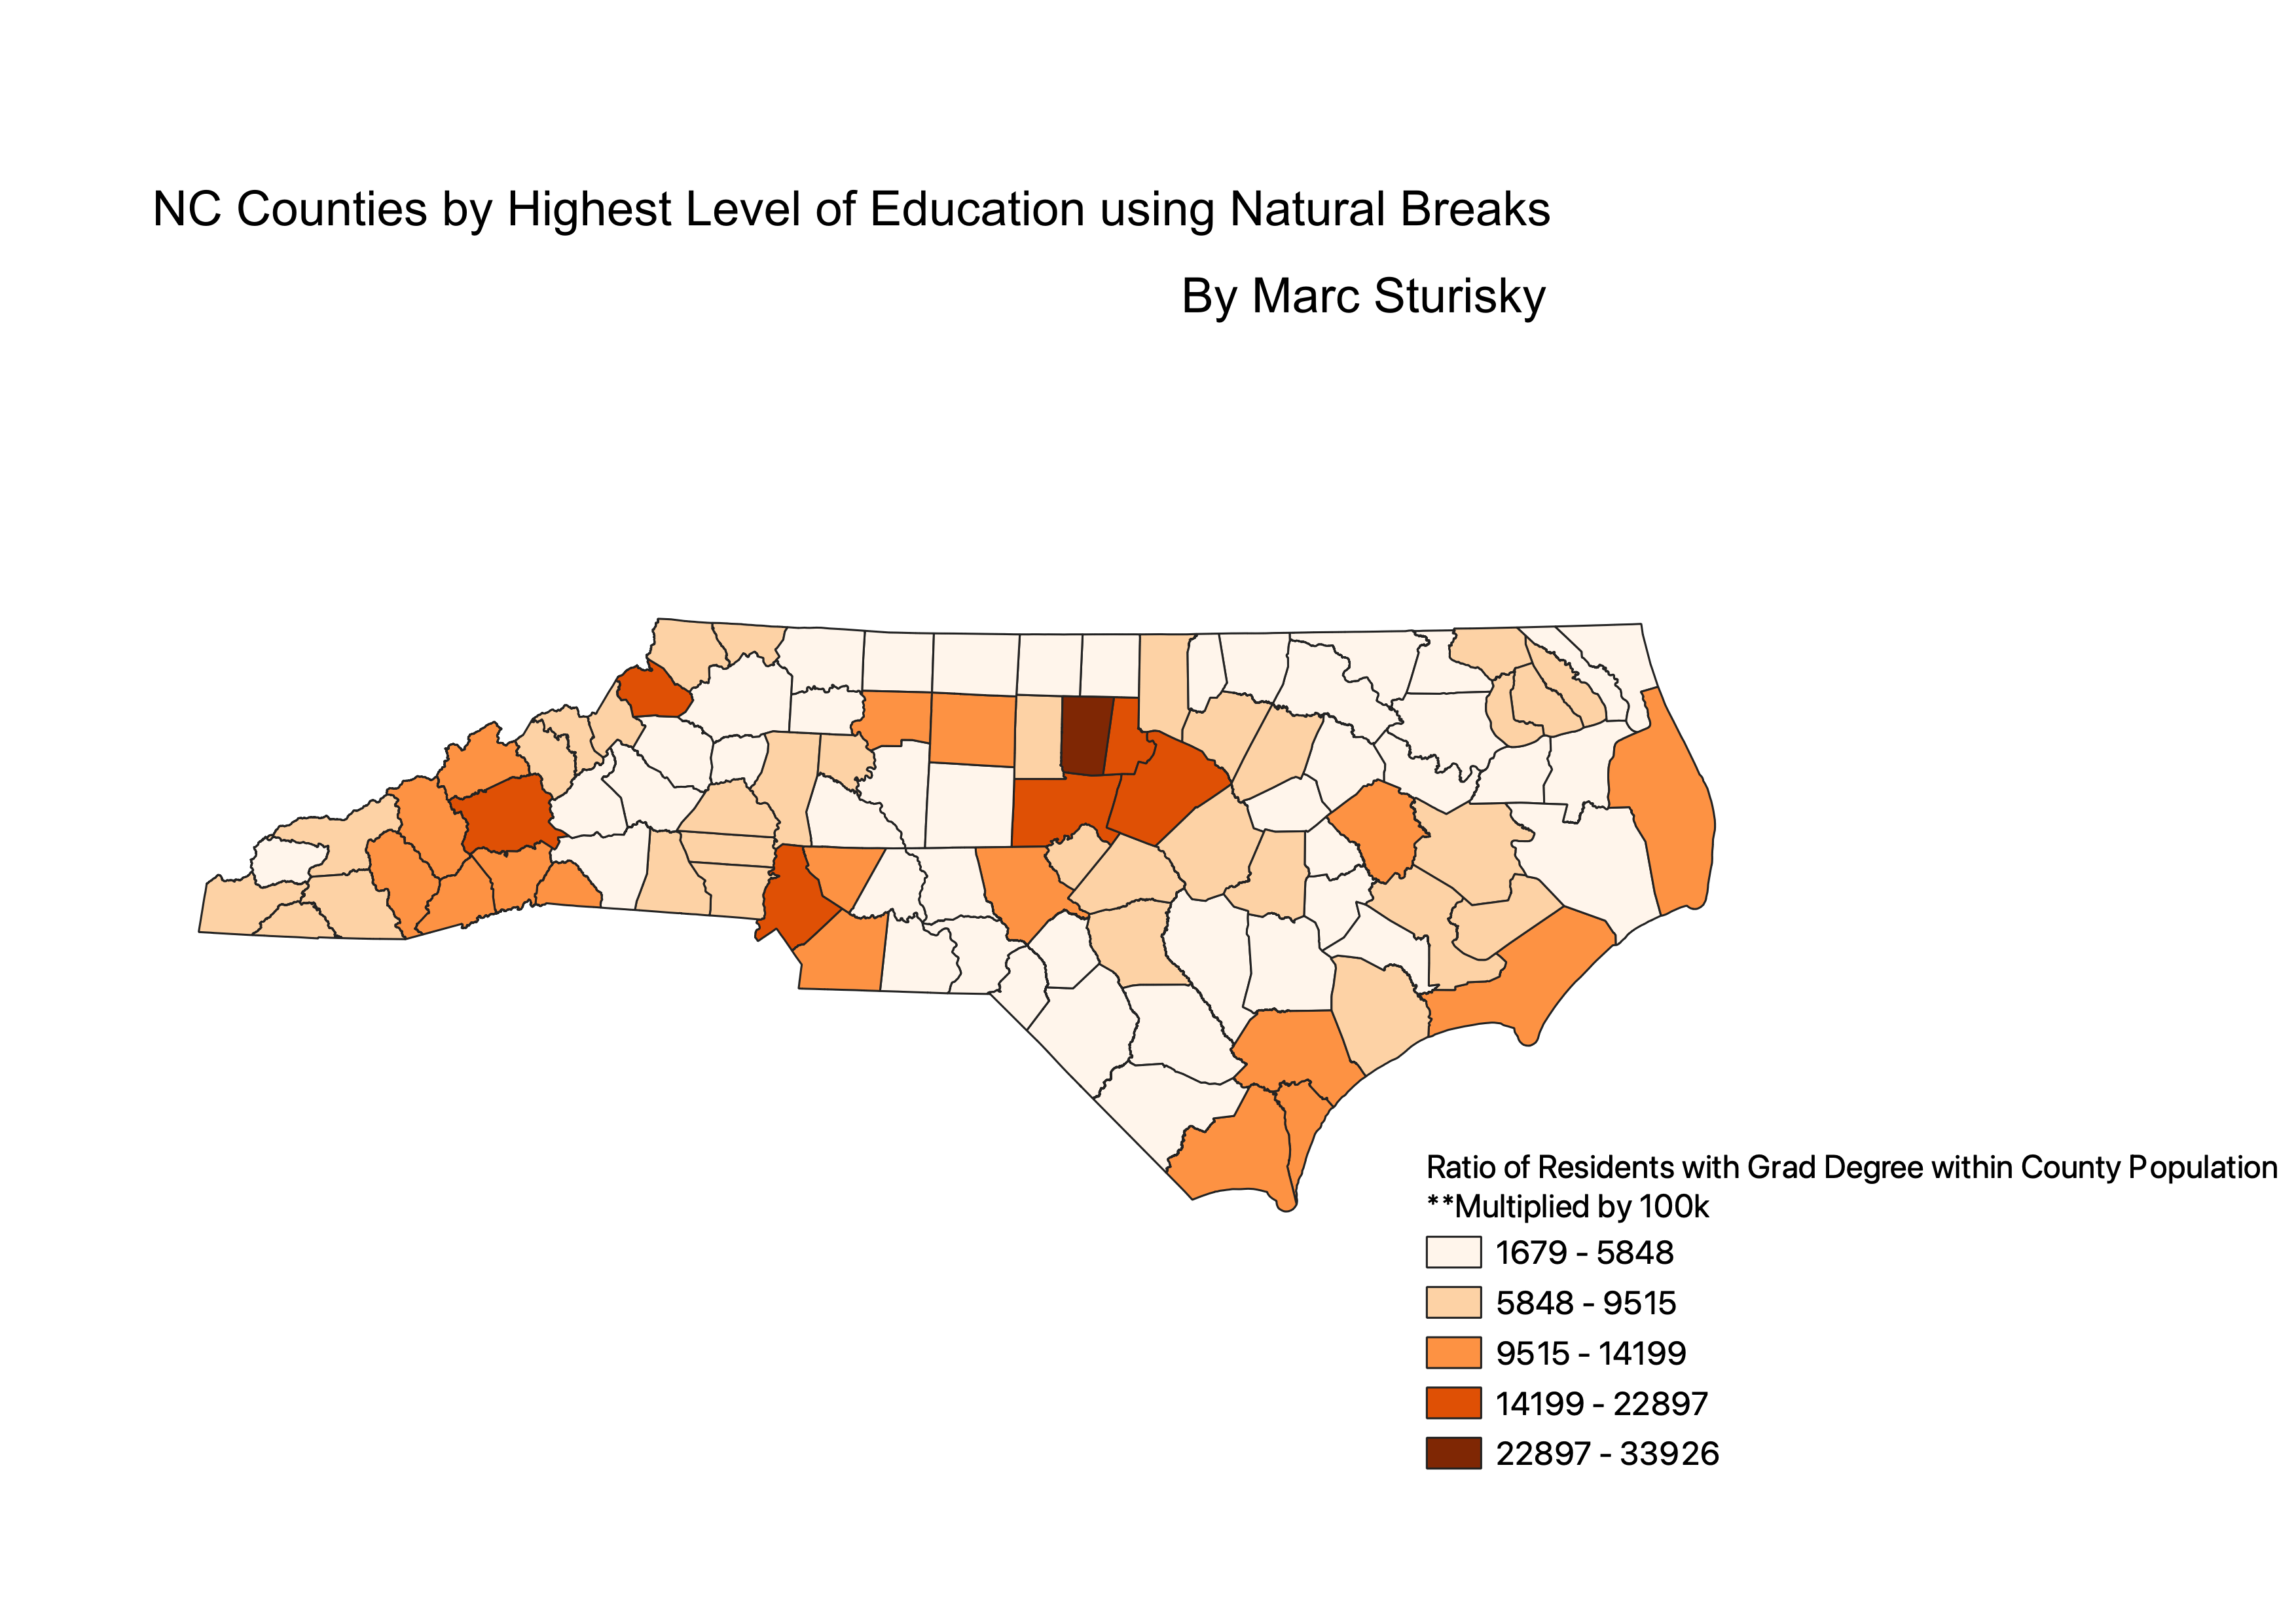 NC Counties by Highest Level of Education using Natural Breaks
By Marc Sturisky
Ratio of Residents with Grad Degree within County Population
**Multiplied by 100k
1679 - 5848
5848 - 9515
9515 - 14199
14199 - 22897
22897 - 33926